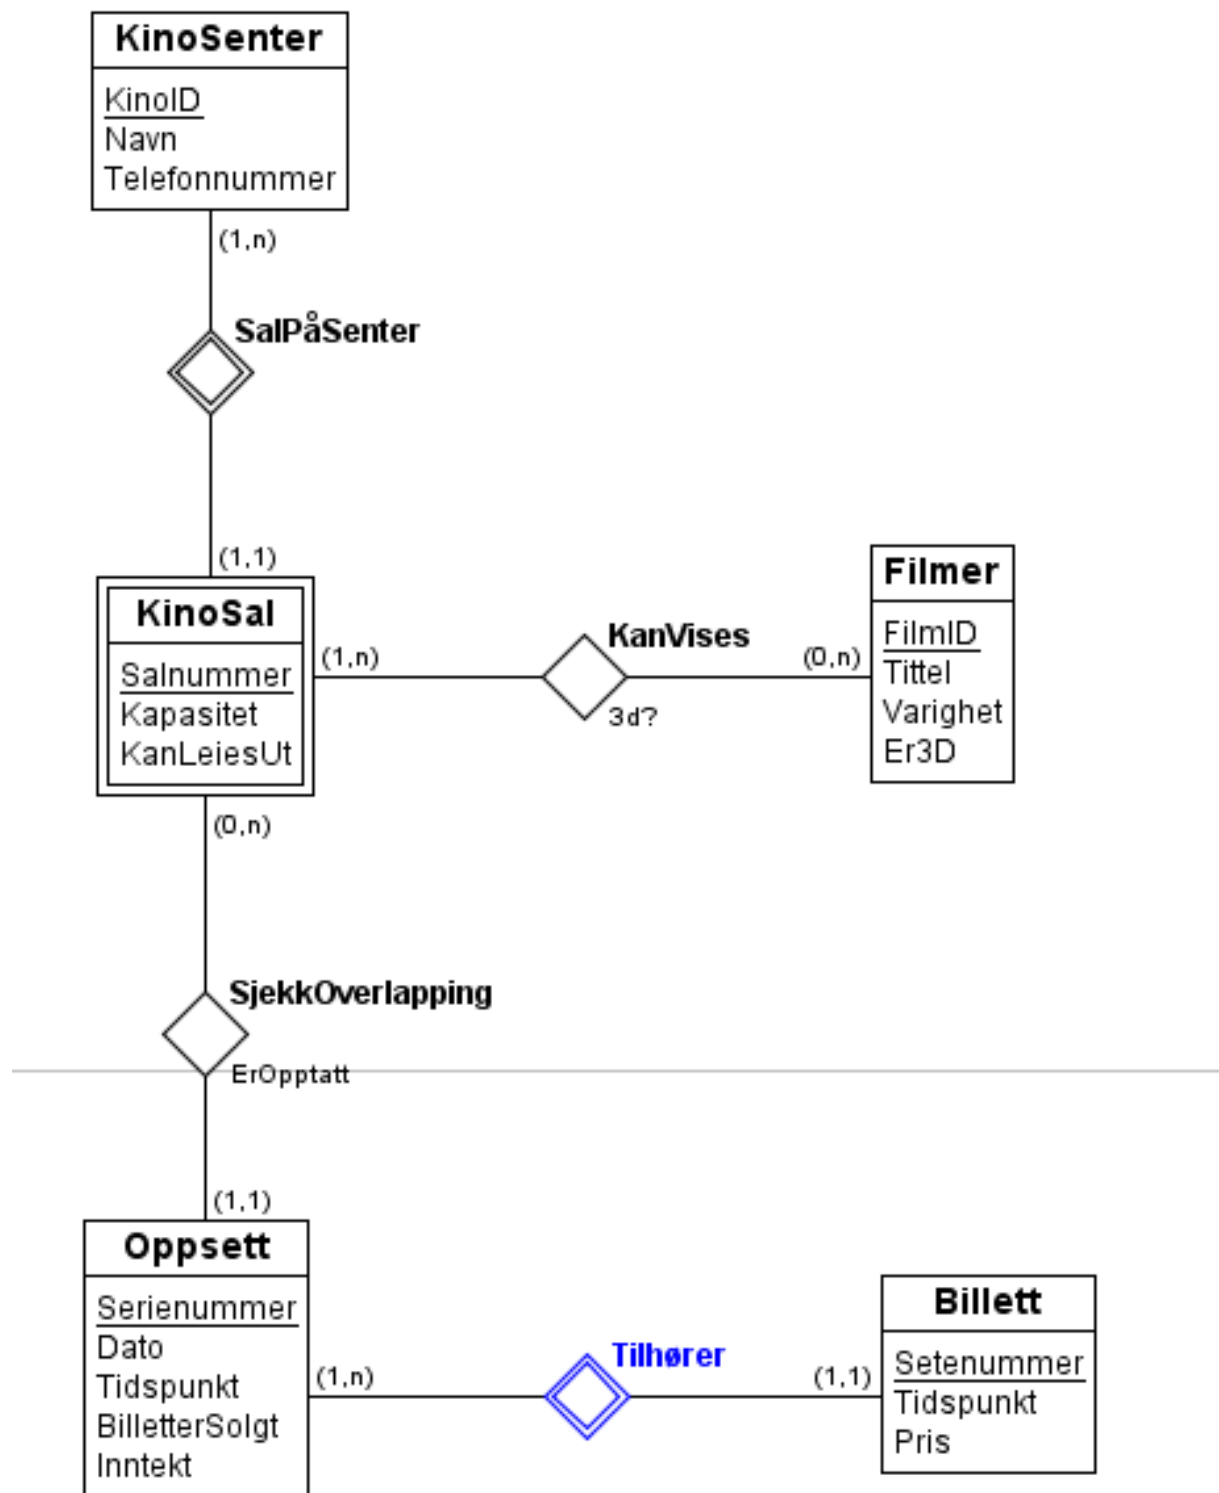 KinoSenter
KinoID
Navn
Telefonnummer
(1,n)
SalPåSenter
(1,1)
KinoSal
Salnummer
Kapasitet
KanLeiesUt
(1,n)
KanVises
3d?
(0,n)
Filmer
FilmID
Tittel
Varighet
Er3D
(0,n)
SjekkOverlapping
ErOpptatt
(1,1)
Oppsett
Serienummer
Dato
Tidspunkt
BilletterSolgt
Inntekt
(1,n)
Tilhører
(1,1)
Billett
Setenummer
Tidspunkt
Pris